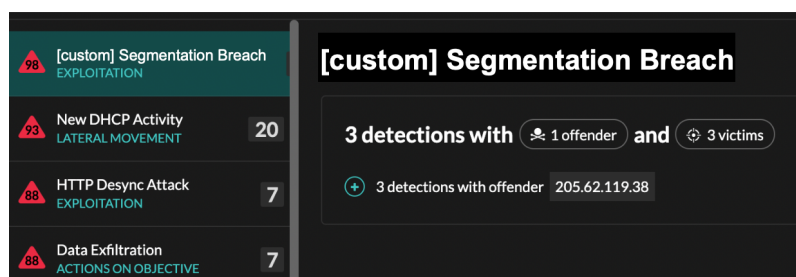 98
[custom] Segmentation Breach
EXPLOITATION
93
New DHCP Activity
LATERAL MOVEMENT
20
88
HTTP Desync Attack
EXPLOITATION
7
88
Data Exfiltration
ACTIONS ON OBJECTIVE
7
[custom] Segmentation Breach
3 detections with 1 offender and 3 victims
3 detections with offender 205.62.119.38